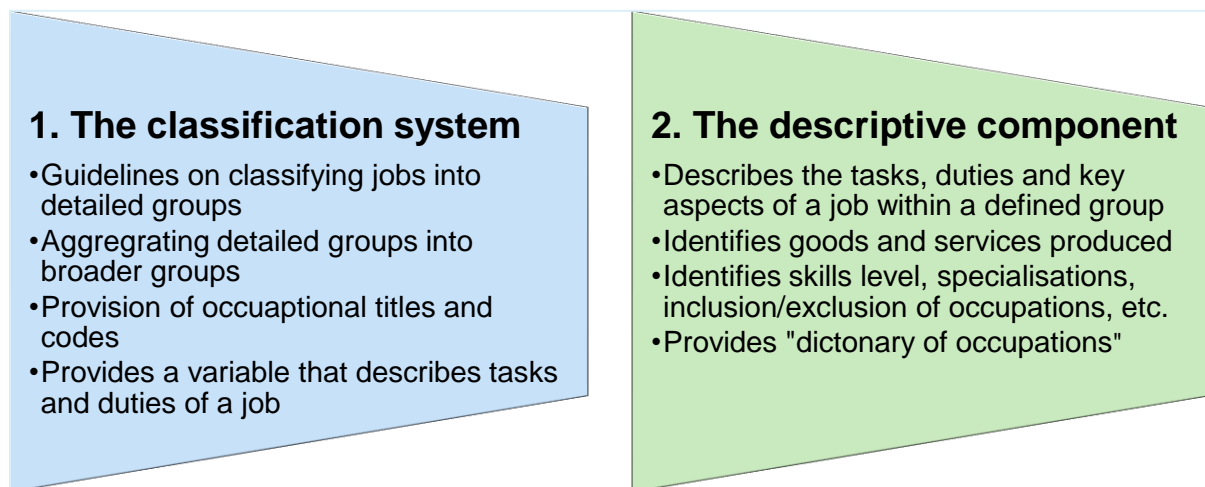 1. The classification system
•Guidelines on classifying jobs into
detailed groups
•Aggregrating detailed groups into
broader groups
•Provision of occuaptional titles and
codes
•Provides a variable that describes tasks
and duties of a job
2. The descriptive component
•Describes the tasks, duties and key
aspects of a job within a defined group
•Identifies goods and services produced
•Identifies skills level, specialisations,
inclusion/exclusion of occupations, etc.
•Provides "dictonary of occupations"